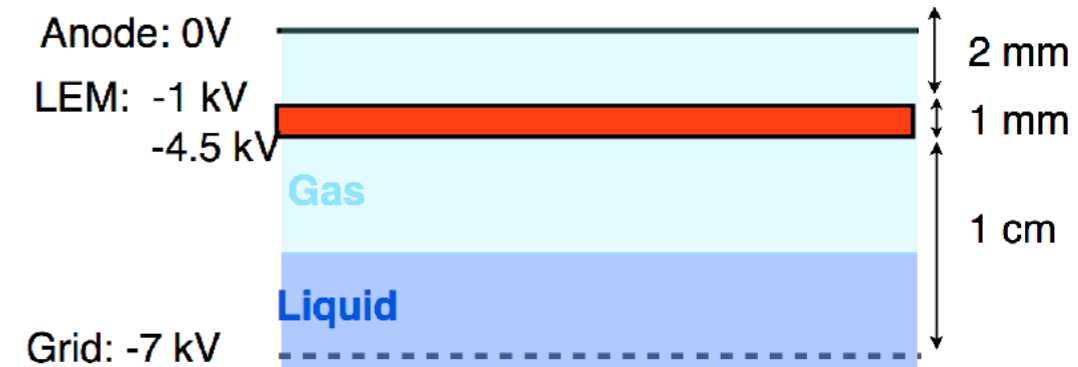 Anode: 0V
2 mm
LEM: -1 kV
1 mm
-4.5 kV
Gas
1 cm
Liquid
Grid: -7 kV